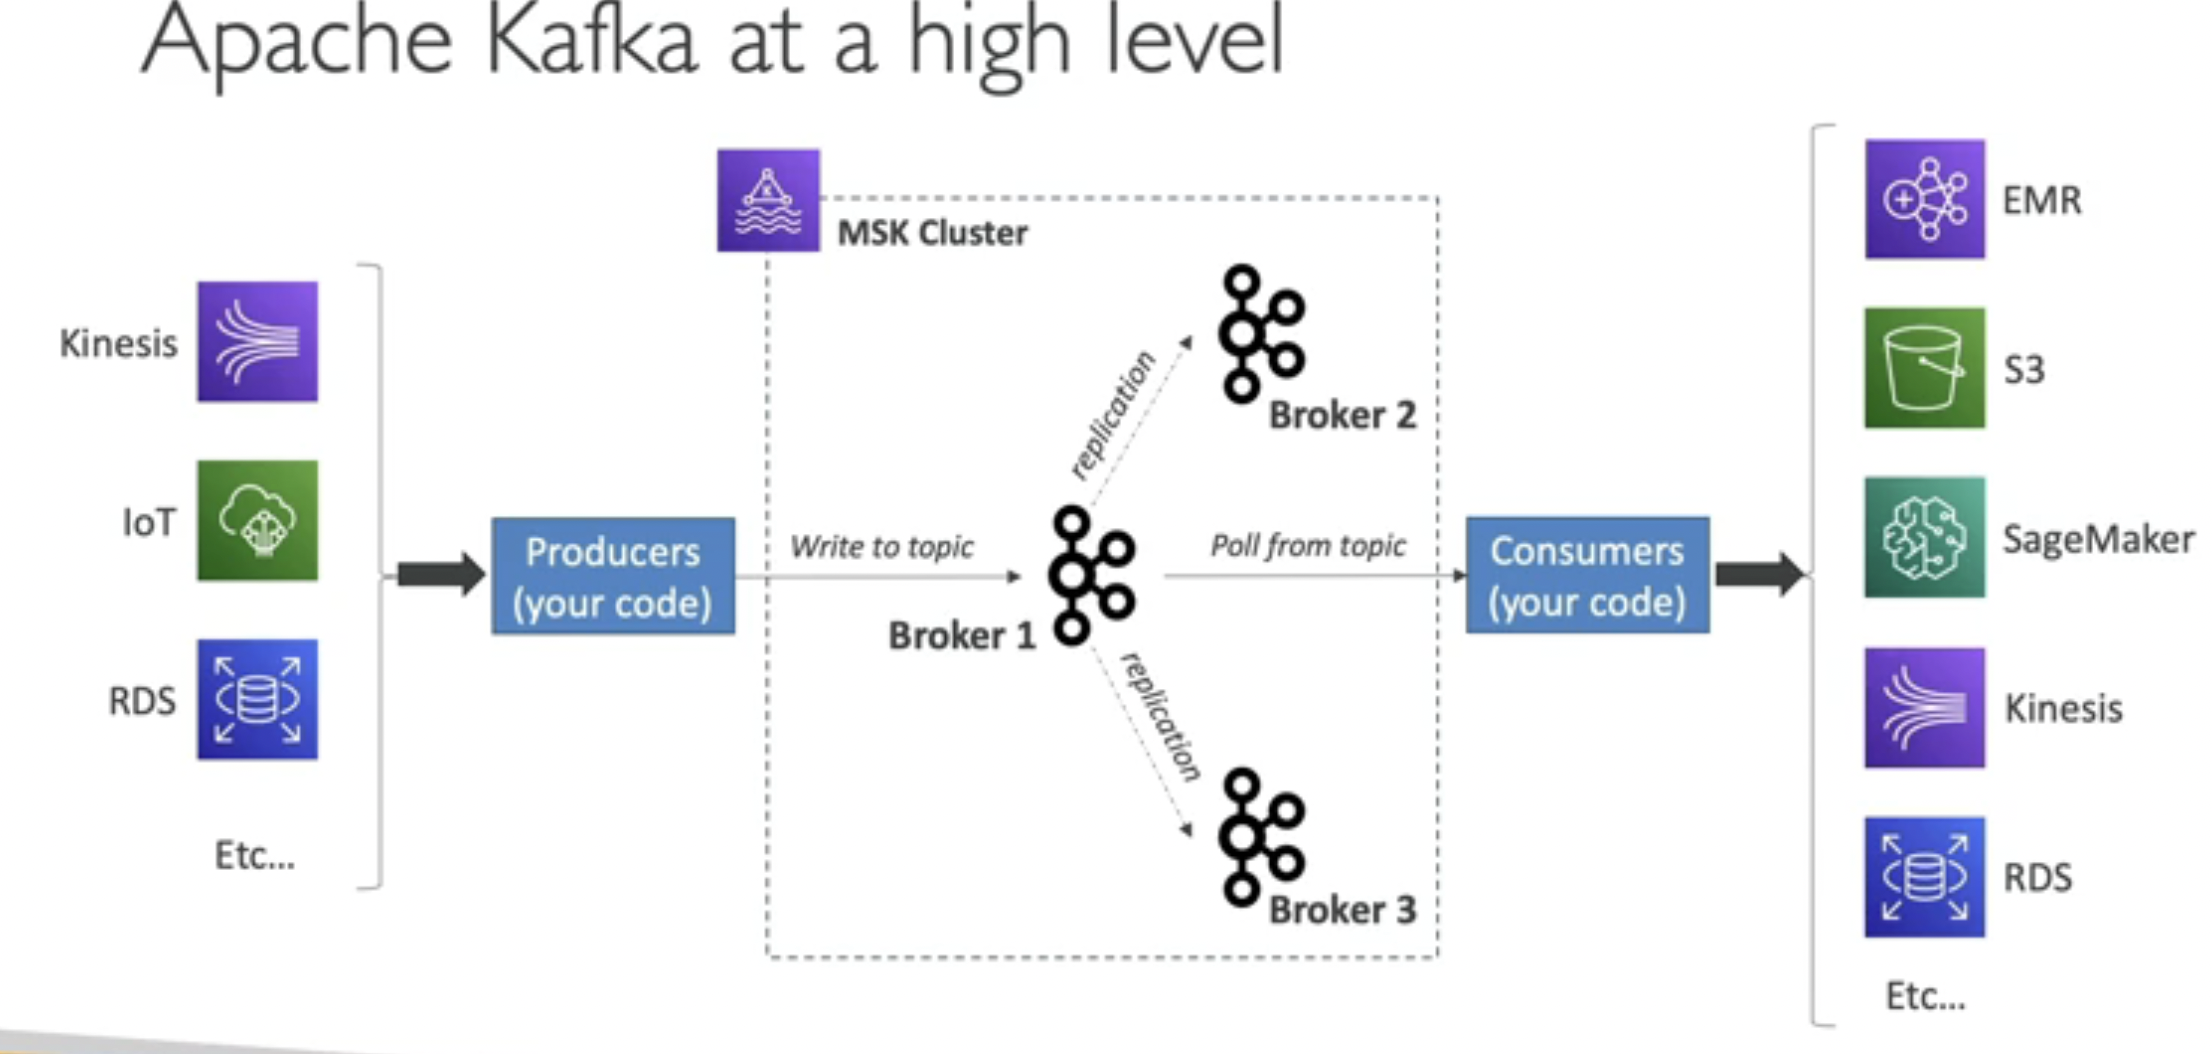 Apache Kafka at a high level
MSK Cluster
Kinesis
IoT
RDS
Etc...
Producers
(your code)
Write to topic
Broker 1
replication
Broker 2
replication
Broker 3
Poll from topic
Consumers
(your code)
EMR
S3
SageMaker
Kinesis
RDS
Etc...